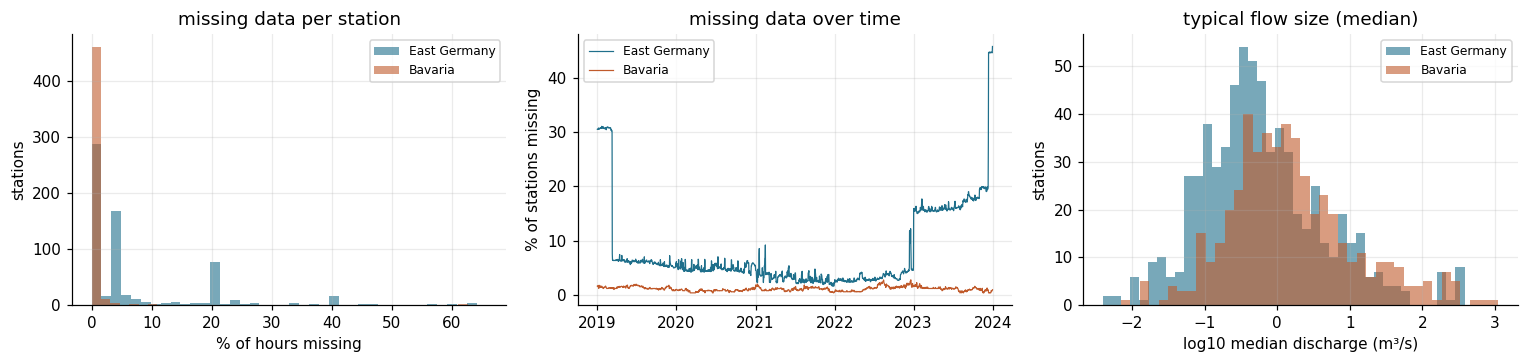 missing data per station
East Germany
Bavaria
stations
400
300
200
100
0
0 10 20 30 40 50 60
% of hours missing
missing data over time
East Germany
Bavaria
% of stations missing
40
30
20
10
0
2019 2020 2021 2022 2023 2024
typical flow size (median)
East Germany
Bavaria
stations
50
40
30
20
10
0
−2 −1 0 1 2 3
log10 median discharge (m³/s)